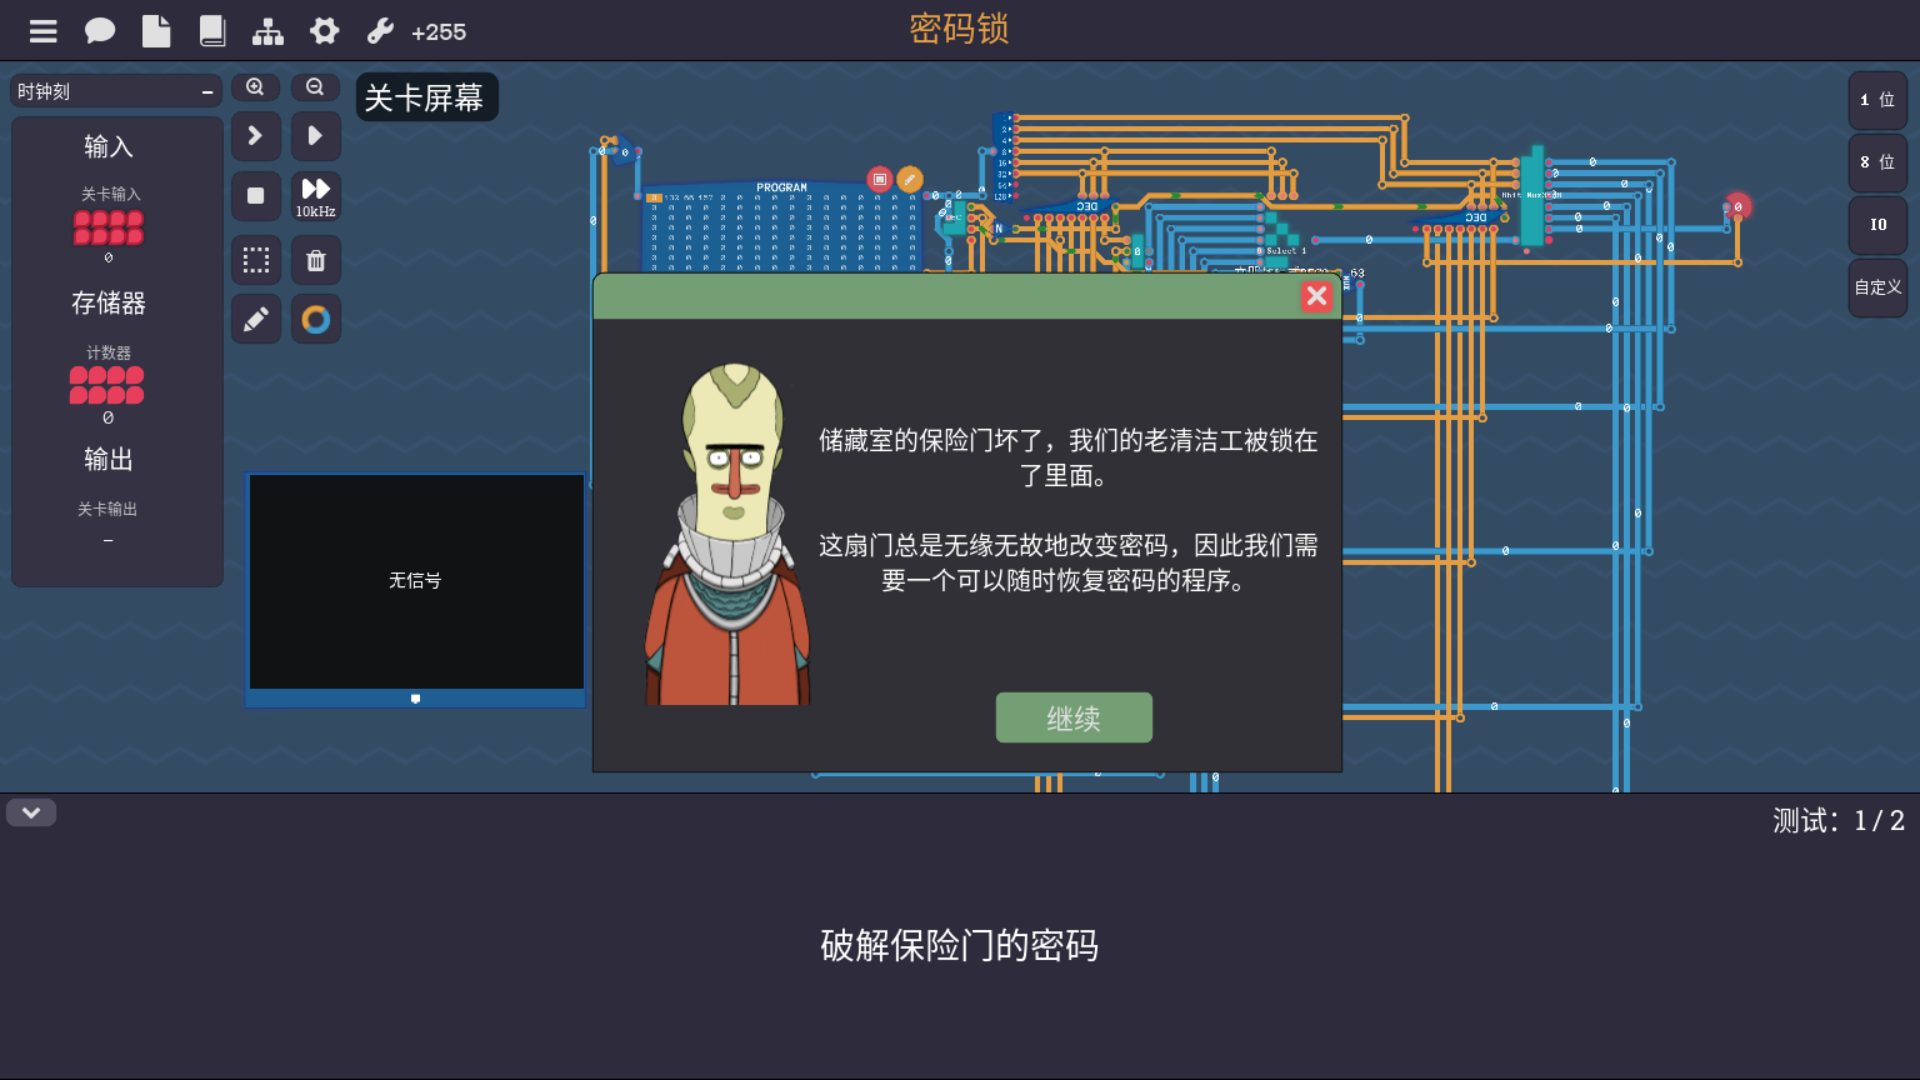 +255
密码锁
时钟刻
–
关卡屏幕
输入
关卡输入
0
存储器
计数器
0
输出
关卡输出
–
10kHz
PROGRAM
DEC
DEC
Select 1
63
1 位
8 位
IO
自定义
无信号
储藏室的保险门坏了，我们的老清洁工被锁在
了里面。
这扇门总是无缘无故地改变密码，因此我们需
要一个可以随时恢复密码的程序。
继续
测试：1 / 2
破解保险门的密码